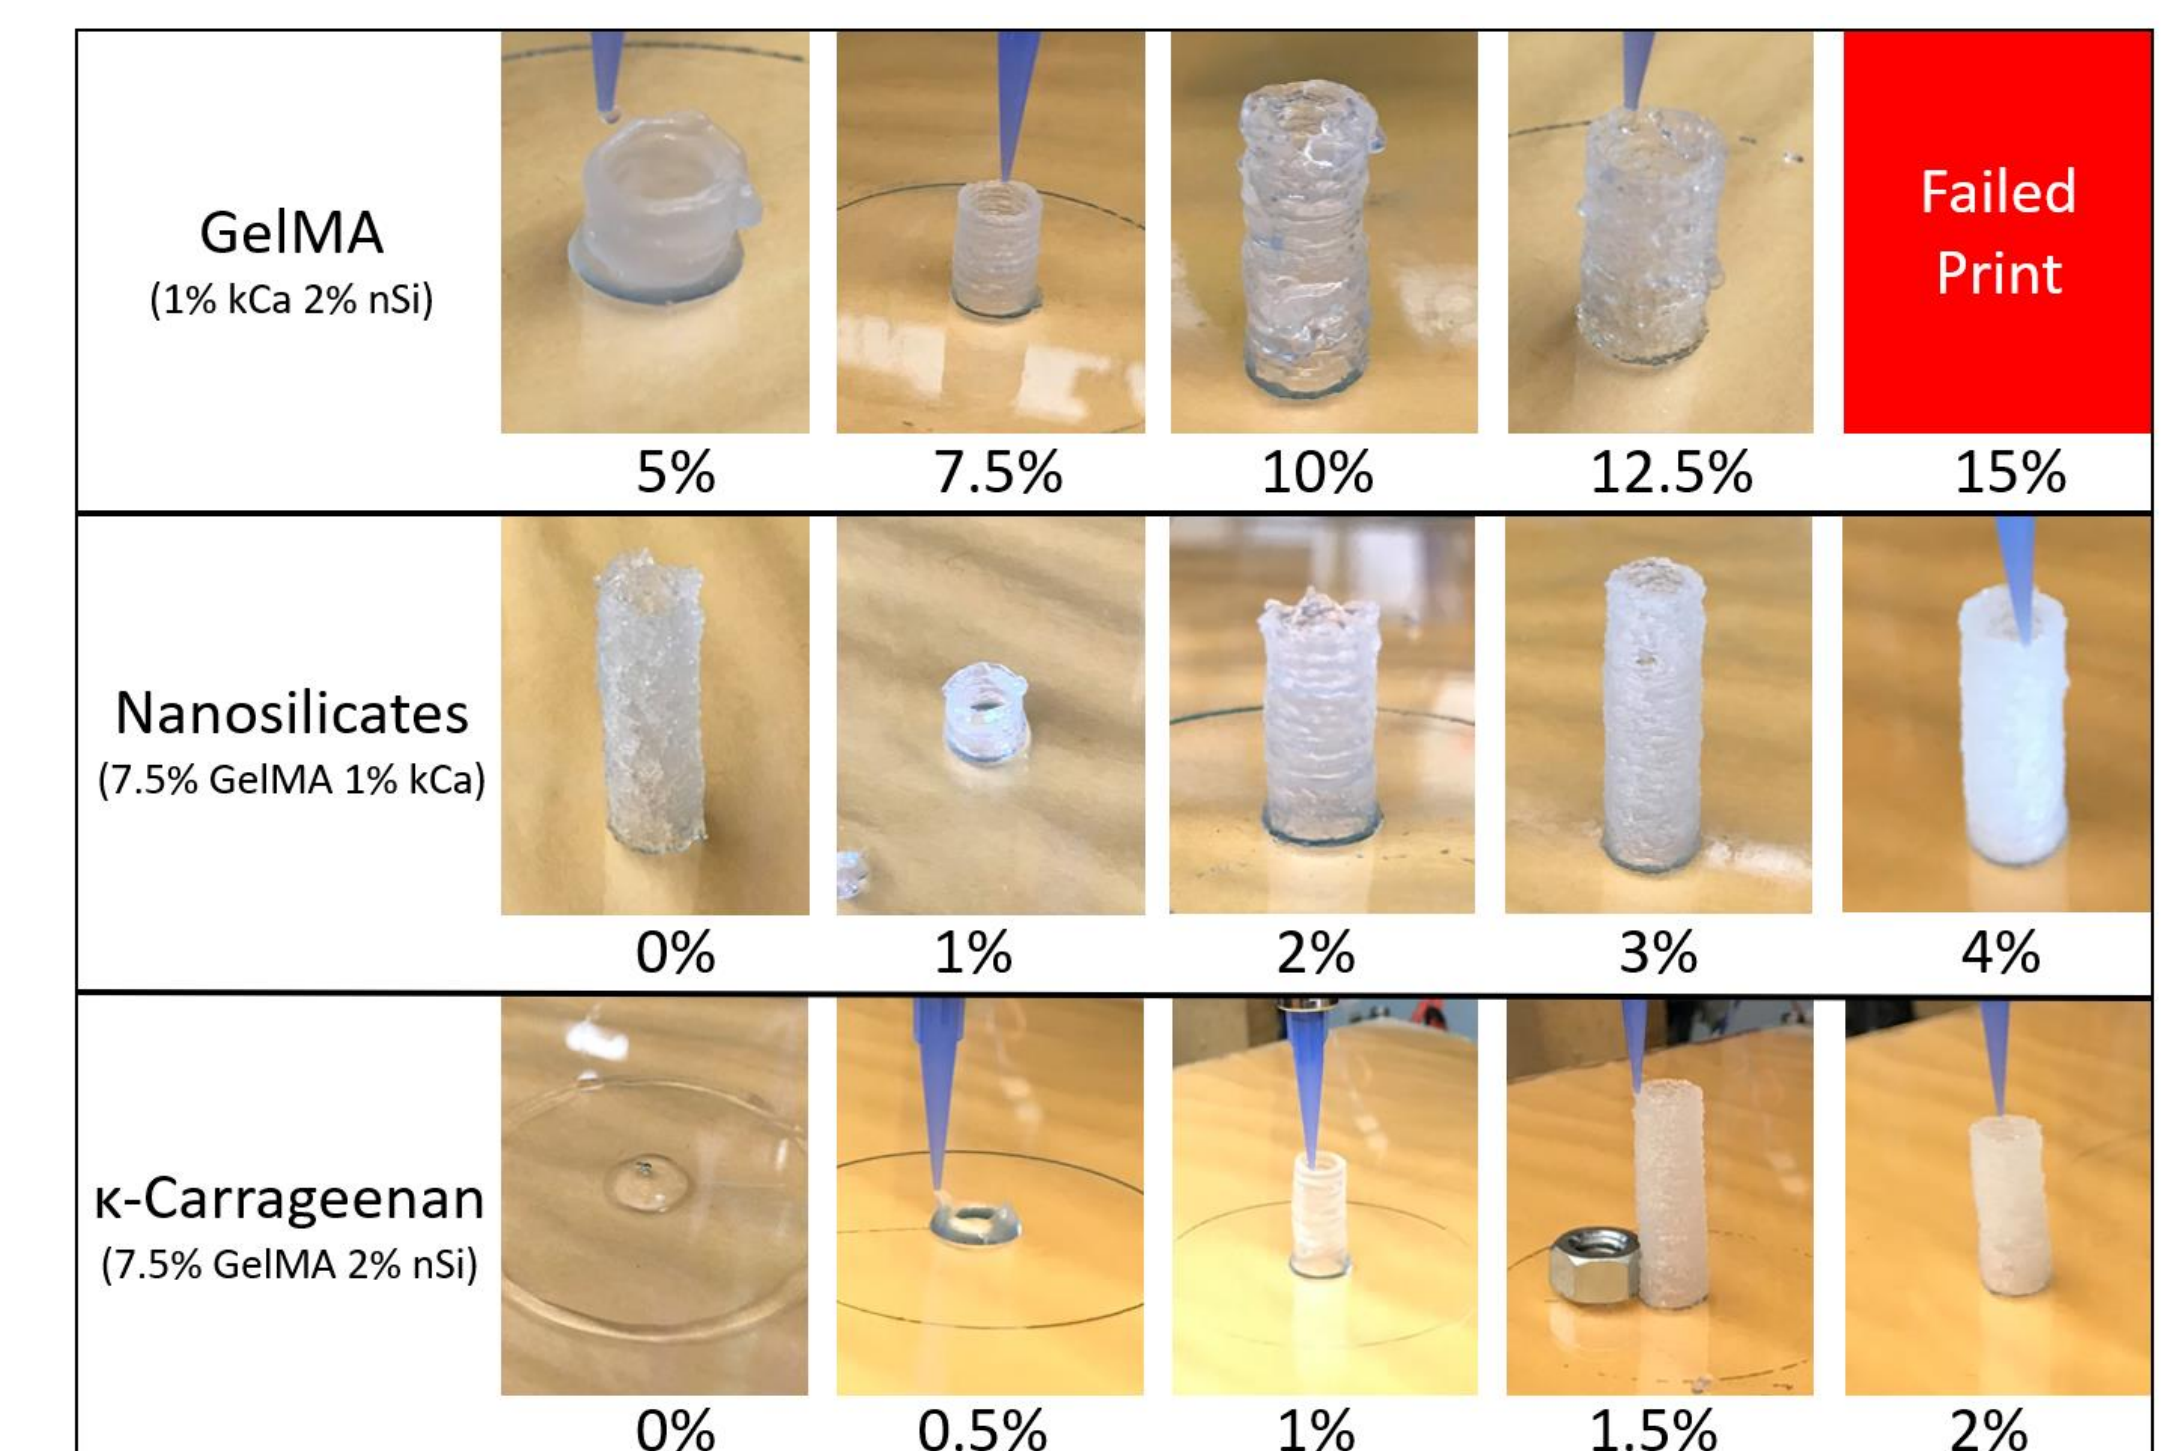 GelMA
(1% kCa 2% nSi)
Failed
Print
5% 7.5% 10% 12.5% 15%
Nanosilicates
(7.5% GelMA 1% kCa)
0% 1% 2% 3% 4%
κ-Carrageenan
(7.5% GelMA 2% nSi)
0% 0.5% 1% 1.5% 2%